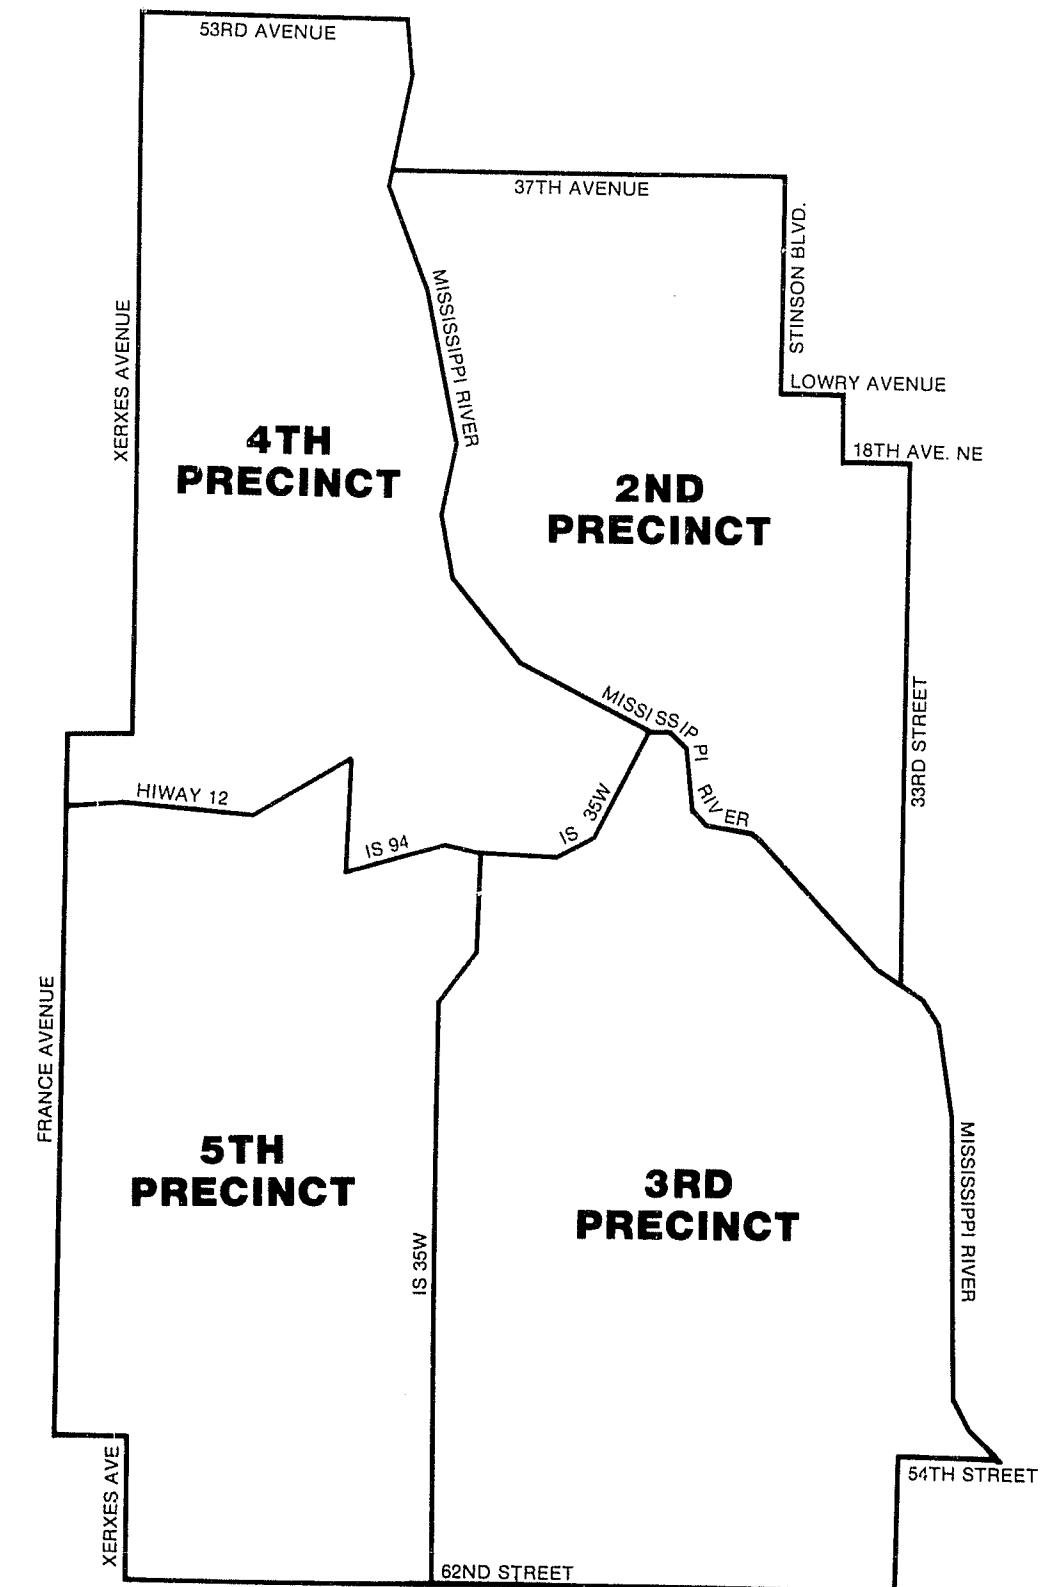 53RD AVENUE
37TH AVENUE
STINSON BLVD.
MISSISSIPPI RIVER
XERXES AVENUE
LOWRY AVENUE
4TH
PRECINCT
18TH AVE. NE
2ND
PRECINCT
MISSISSIPPI RIVER
33RD STREET
HIWAY 12
IS 94
IS 35W
FRANCE AVENUE
5TH
PRECINCT
3RD
PRECINCT
MISSISSIPPI RIVER
IS 35W
XERXES AVE
54TH STREET
62ND STREET